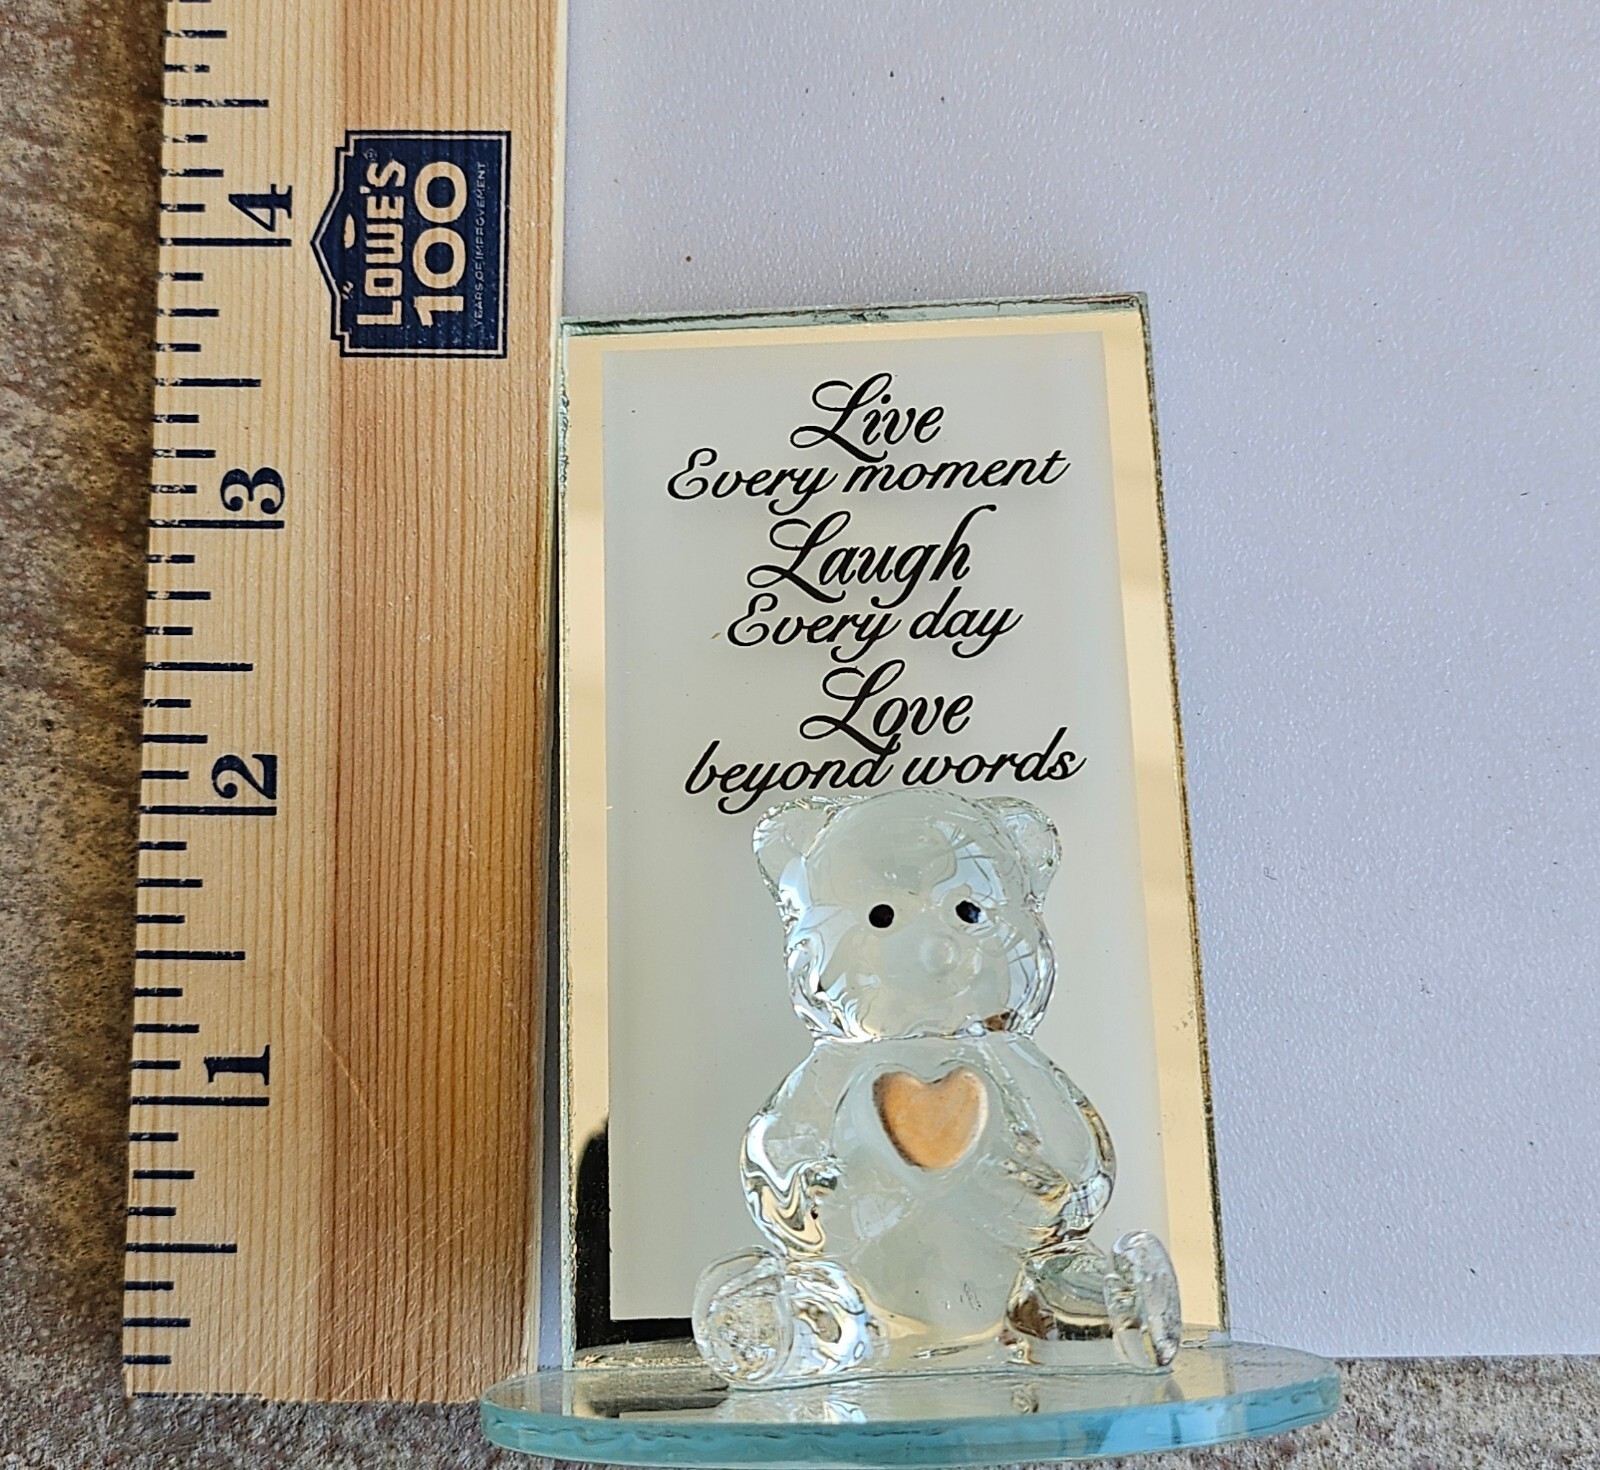 4
LOWE'S®
100
YEARS OF IMPROVEMENT
3
2
1
Live
Every moment
Laugh
Every day
Love
beyond words